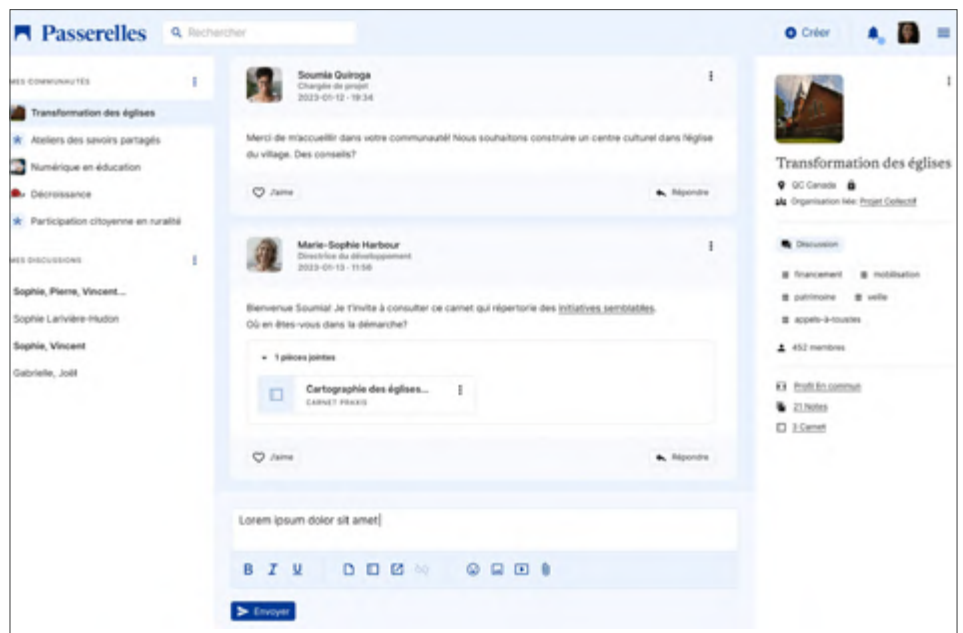 Passerelles
Rechercher
Créer
MES COMMUNAUTÉS
Transformation des églises
Ateliers des savoirs partagés
Numérique en éducation
Décroissance
Participation citoyenne en ruralité
MES DISCUSSIONS
Sophie, Pierre, Vincent...
Sophie Larivière-Hudon
Sophie, Vincent
Gabrielle, Joël
Soumia Quiroga
Chargée de projet
2023-01-12 - 19:34
Merci de m'accueillir dans votre communauté! Nous souhaitons construire un centre culturel dans l'église
du village. Des conseils?
J'aime
Répondre
Marie-Sophie Harbour
Directrice du développement
2023-01-13 - 11:56
Bienvenue Soumia! Je t'invite à consulter ce carnet qui répertorie des initiatives semblables.
Où en êtes-vous dans la démarche?
1 pièces jointes
Cartographie des églises...
CARNET PRAXIS
J'aime
Répondre
Lorem ipsum dolor sit amet
B I U
Envoyer
Transformation des églises
QC Canada
Organisation liée: Projet Collectif
Discussion
# financement # mobilisation
# patrimoine # veille
# appels-à-toustes
452 membres
Profil En commun
21 Notes
3 Carnet